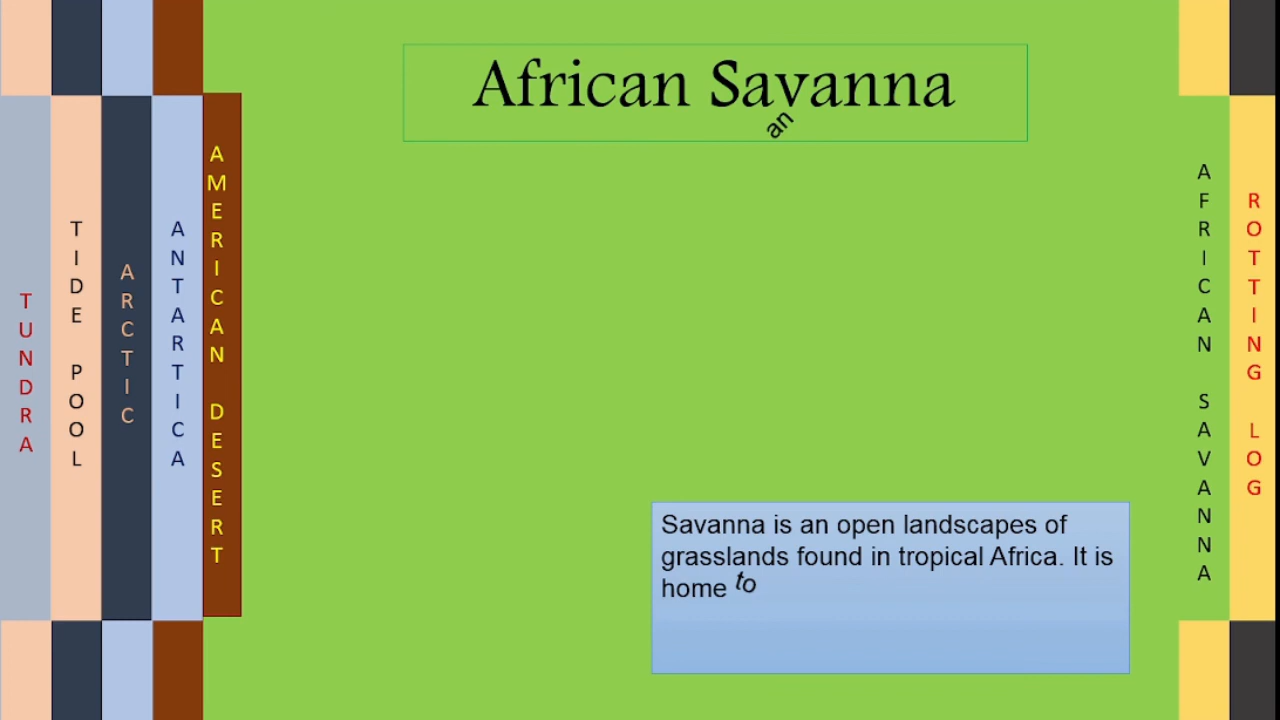 African Savanna
an
TUNDRA
TIDE POOL
ARCTIC
ANTARTICA
AMERICAN DESERT
Savanna is an open landscapes of
grasslands found in tropical Africa. It is
home to
AFRICAN SAVANNA
ROTTING LOG